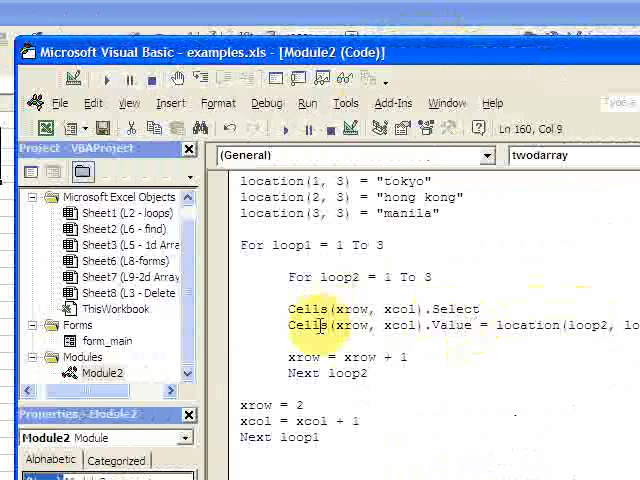 Microsoft Visual Basic - examples.xls - [Module2 (Code)]
File Edit View Insert Format Debug Run Tools Add-Ins Window Help
Ln 160, Col 9
Project - VBAProject
(General)
twodarray
Microsoft Excel Objects
Sheet1 (L2 - loops)
Sheet2 (L6 - find)
Sheet5 (L5 - 1d Arra
Sheet6 (L8-forms)
Sheet7 (L9-2d Array
Sheet8 (L3 - Delete
ThisWorkbook
Forms
form_main
Modules
Module2
location(1, 3) = "tokyo"
location(2, 3) = "hong kong"
location(3, 3) = "manila"
For loop1 = 1 To 3
For loop2 = 1 To 3
Cells(xrow, xcol).Select
Cells(xrow, xcol).Value = location(loop2, lo
xrow = xrow + 1
Next loop2
xrow = 2
xcol = xcol + 1
Next loop1
Properties - Module2
Module2 Module
Alphabetic Categorized